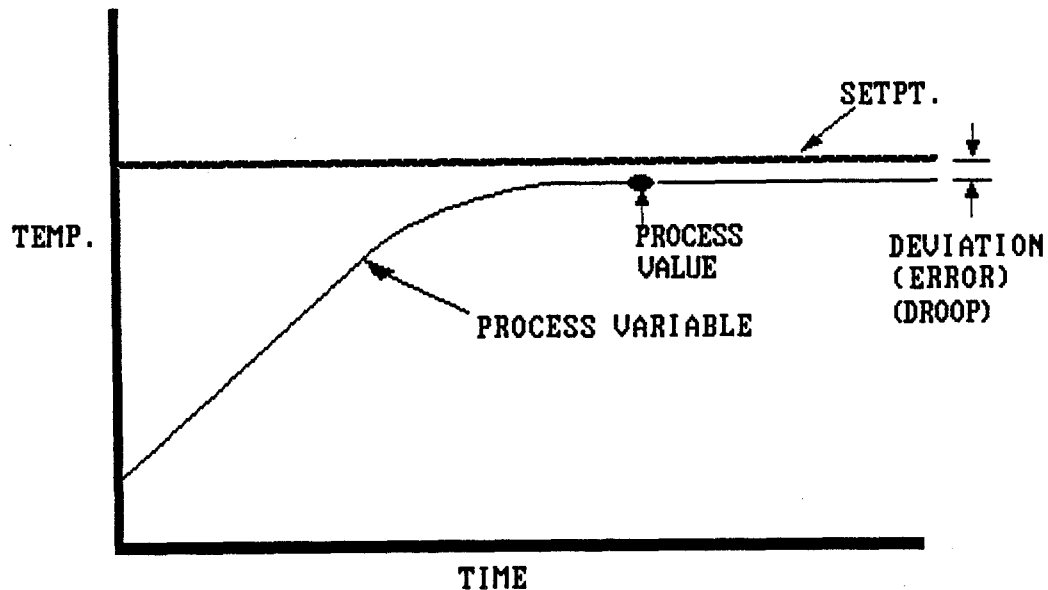 SETPT.
TEMP.
PROCESS
VALUE
DEVIATION
(ERROR)
(DROOP)
PROCESS VARIABLE
TIME